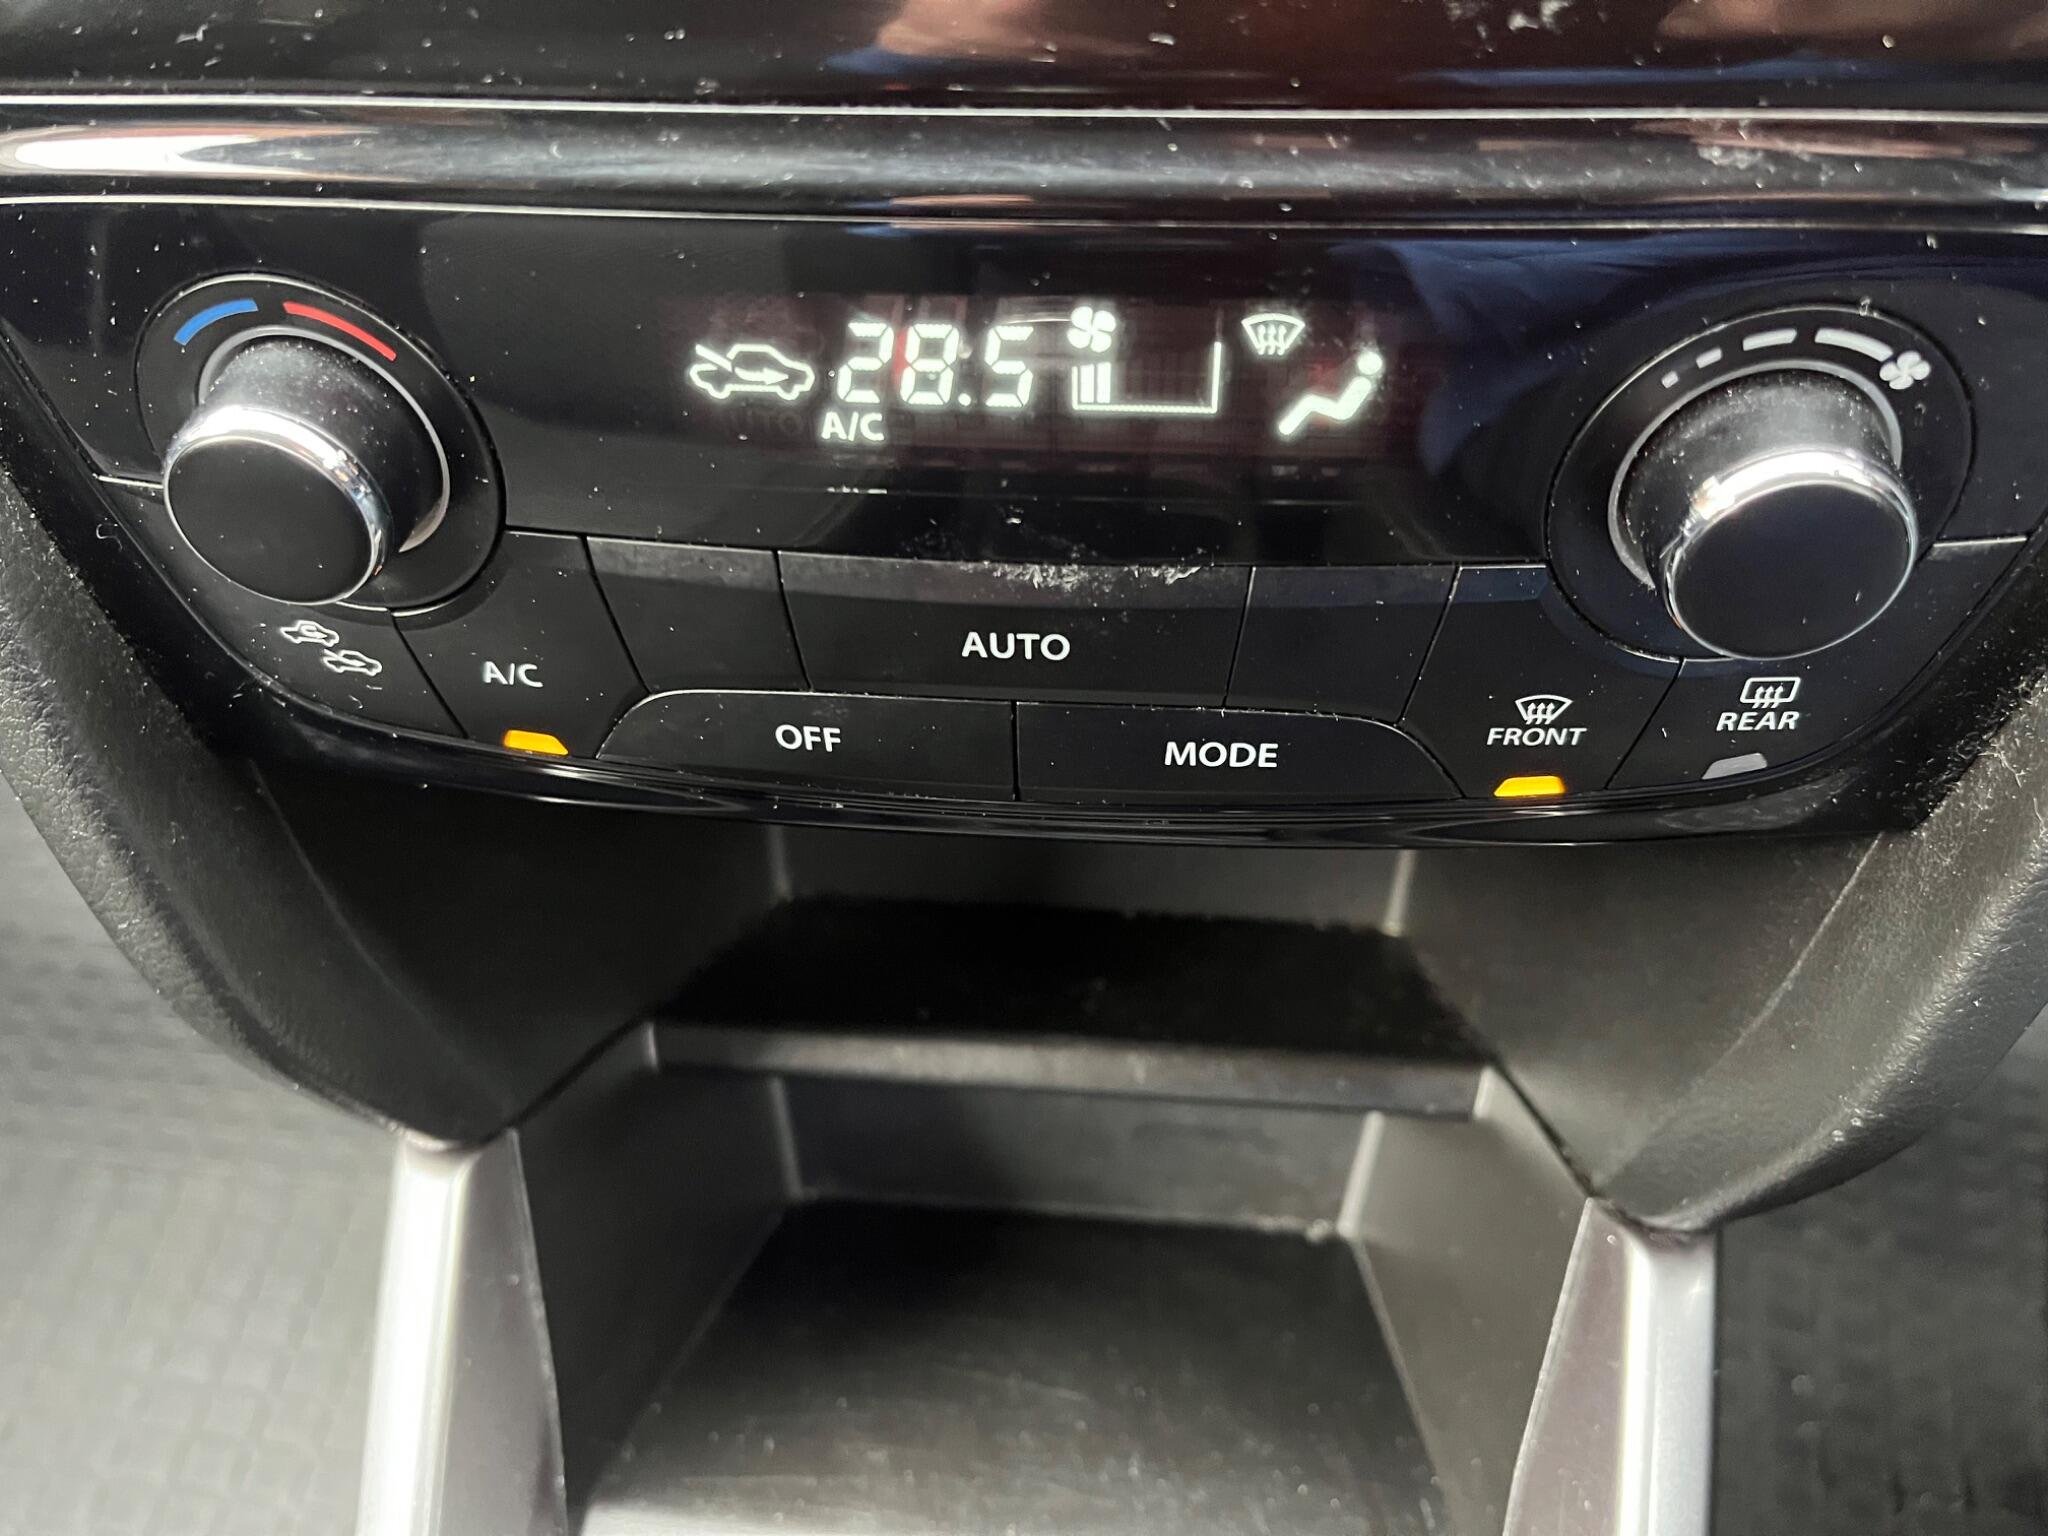 28.5
A/C
A/C
AUTO
OFF
MODE
FRONT
REAR